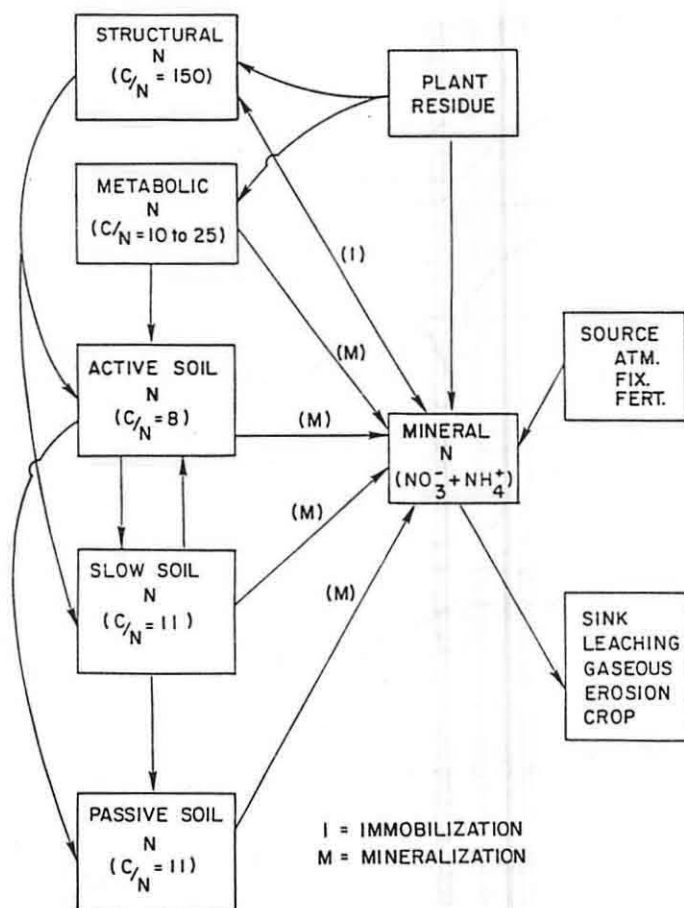 STRUCTURAL
N
(C/N = 150)
PLANT
RESIDUE
METABOLIC
N
(C/N = 10 to 25)
(I)
(M)
ACTIVE SOIL
N
(C/N = 8)
(M)
MINERAL
N
(NO3- + NH4+)
SOURCE
ATM.
FIX.
FERT.
SLOW SOIL
N
(C/N = 11)
(M)
(M)
SINK
LEACHING
GASEOUS
EROSION
CROP
PASSIVE SOIL
N
(C/N = 11)
I = IMMOBILIZATION
M = MINERALIZATION